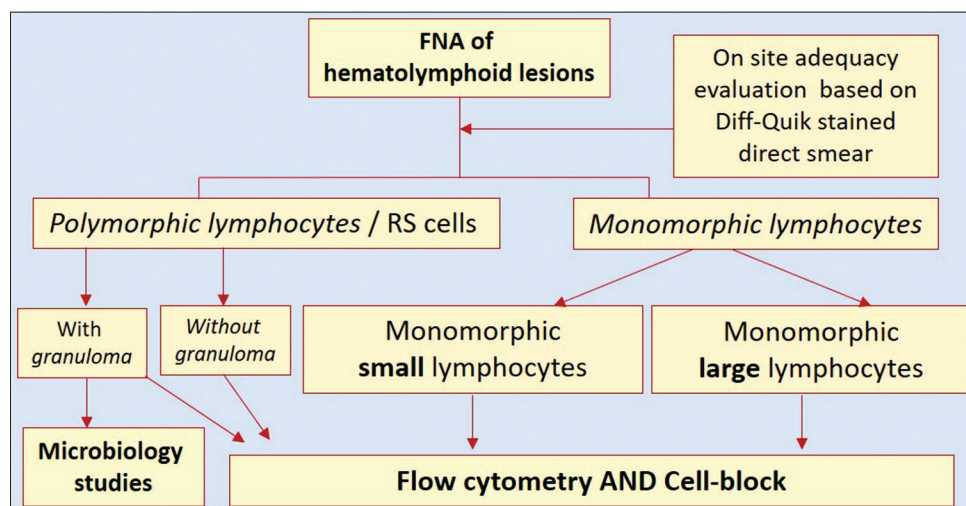 FNA of
hematolymphoid lesions
On site adequacy
evaluation based on
Diff-Quik stained
direct smear
Polymorphic lymphocytes / RS cells
Monomorphic lymphocytes
With
granuloma
Without
granuloma
Monomorphic
small lymphocytes
Monomorphic
large lymphocytes
Microbiology
studies
Flow cytometry AND Cell-block